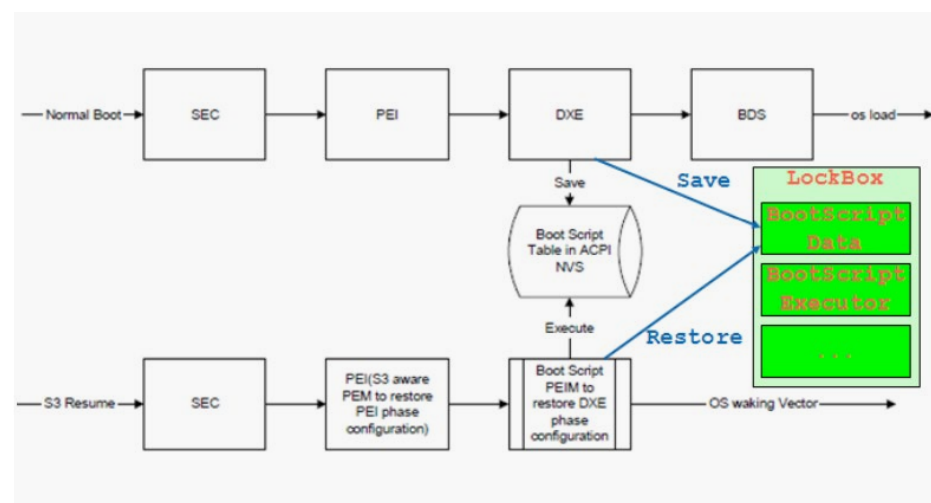 Normal Boot
SEC
PEI
DXE
BDS
os load
Save
Save
LockBox
BootScript
Data
BootScript
Executor
...
Boot Script
Table in ACPI
NVS
Execute
Restore
S3 Resume
SEC
PEI(S3 aware
PEM to restore
PEI phase
configuration)
Boot Script
PEIM to
restore DXE
phase
configuration
OS waking Vector